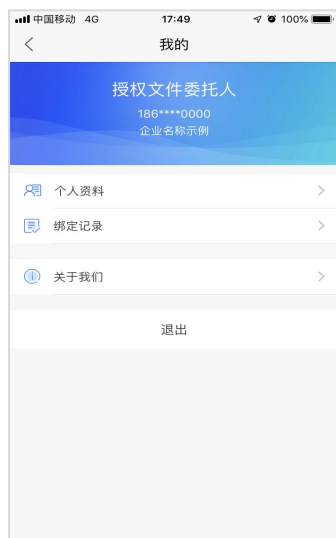 中国移动 4G 17:49 100%
我的
授权文件委托人
186****0000
企业名称示例
个人资料
绑定记录
关于我们
退出